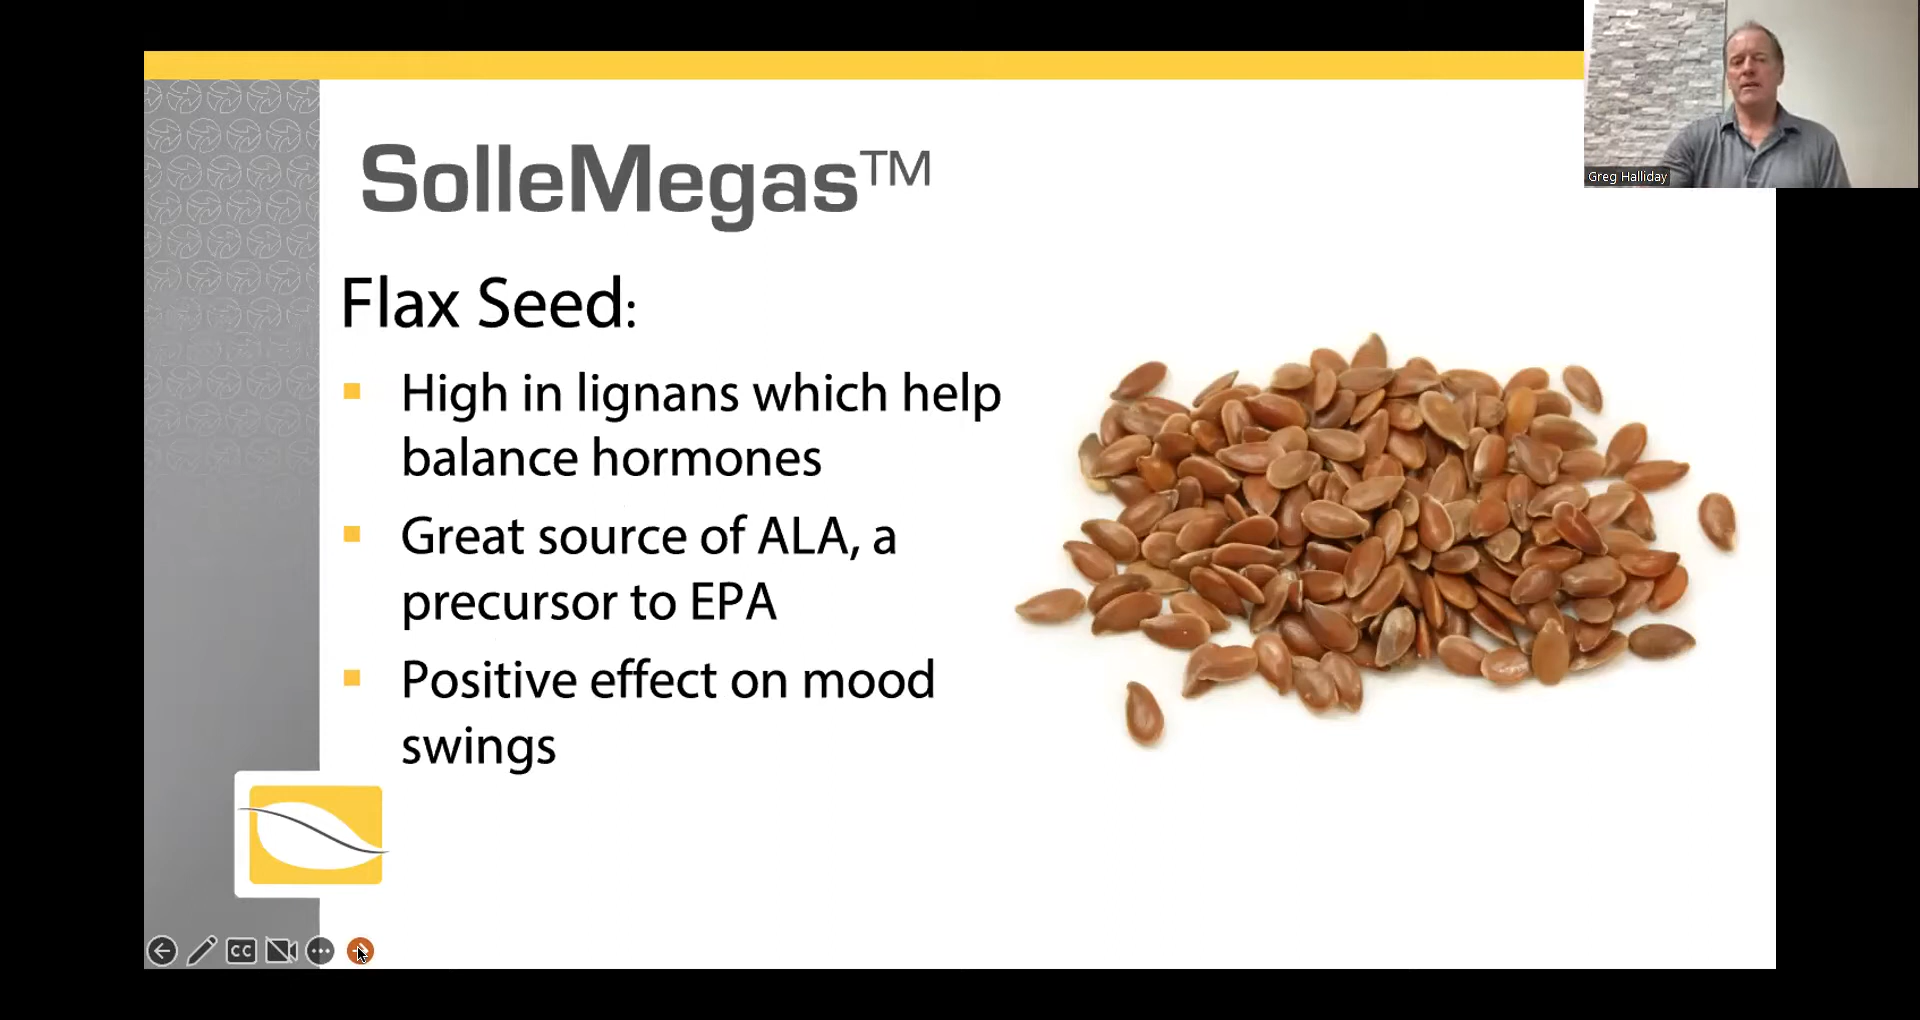 SolleMegas™
Greg Halliday
Flax Seed:
High in lignans which help
balance hormones
Great source of ALA, a
precursor to EPA
Positive effect on mood
swings
CC